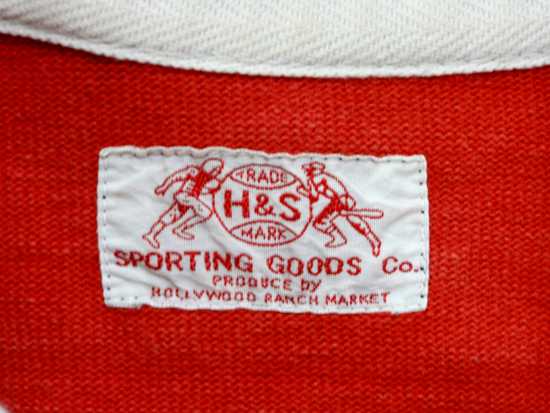 TRADE
H&S
MARK
SPORTING GOODS Co.
PRODUCE by
HOLLYWOOD RANCH MARKET